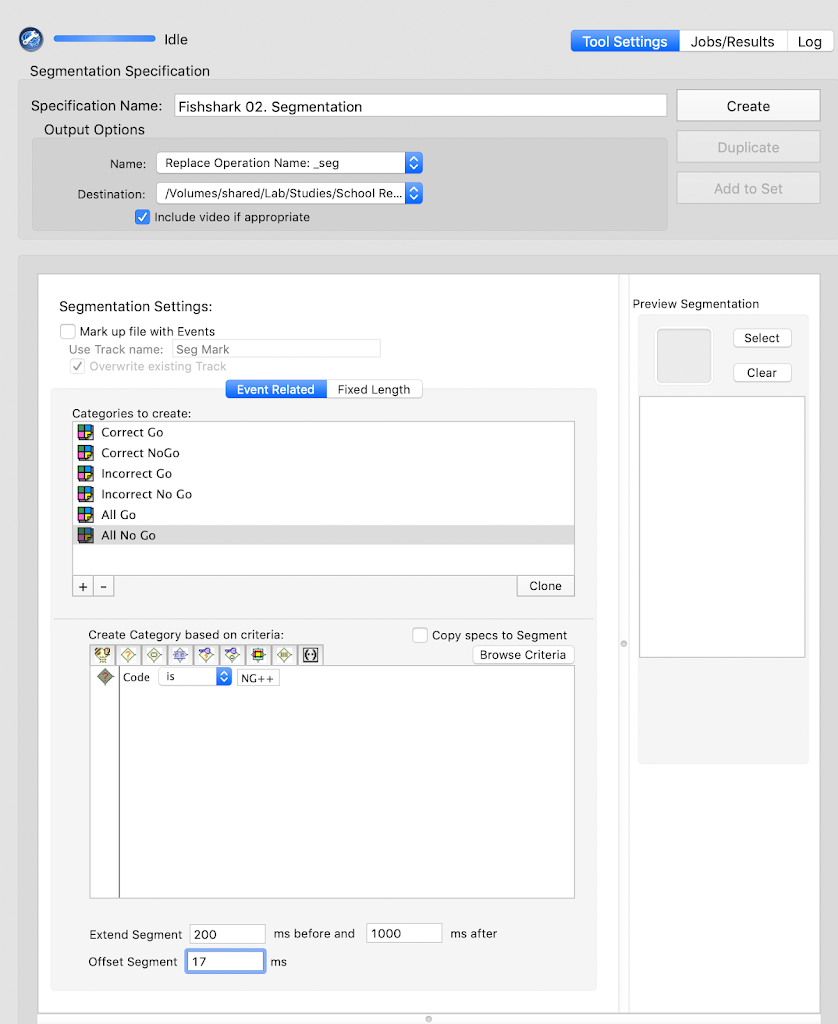 Idle
Tool Settings
Jobs/Results
Log
Segmentation Specification
Specification Name: Fishshark 02. Segmentation
Create
Output Options
Duplicate
Name: Replace Operation Name: _seg
Add to Set
Destination: /Volumes/shared/Lab/Studies/School Re...
Include video if appropriate
Segmentation Settings:
Preview Segmentation
Mark up file with Events
Select
Use Track name: Seg Mark
Overwrite existing Track
Clear
Event Related
Fixed Length
Categories to create:
Correct Go
Correct NoGo
Incorrect Go
Incorrect No Go
All Go
All No Go
+ -
Clone
Create Category based on criteria:
Copy specs to Segment
Browse Criteria
Code is NG++
Extend Segment 200 ms before and 1000 ms after
Offset Segment 17 ms